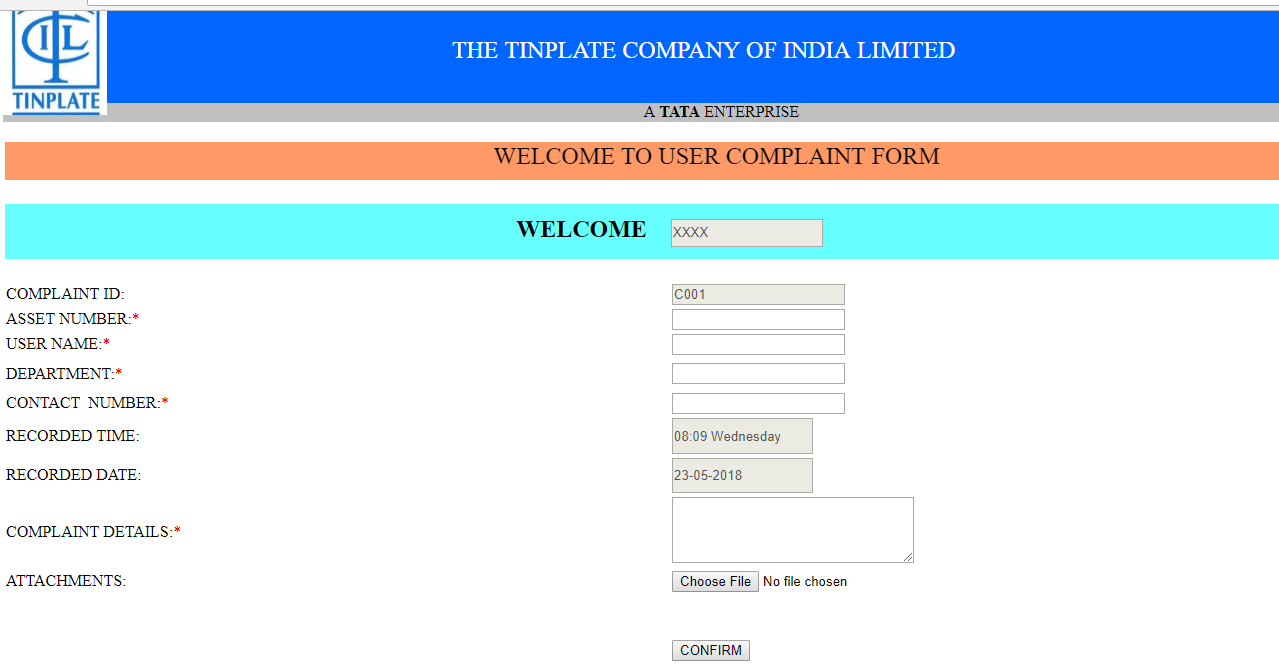 TINPLATE
THE TINPLATE COMPANY OF INDIA LIMITED
A TATA ENTERPRISE
WELCOME TO USER COMPLAINT FORM
WELCOME XXXX
COMPLAINT ID: C001
ASSET NUMBER:*
USER NAME:*
DEPARTMENT:*
CONTACT  NUMBER:*
RECORDED TIME: 08:09 Wednesday
RECORDED DATE: 23-05-2018
COMPLAINT DETAILS:*
ATTACHMENTS: Choose File No file chosen
CONFIRM